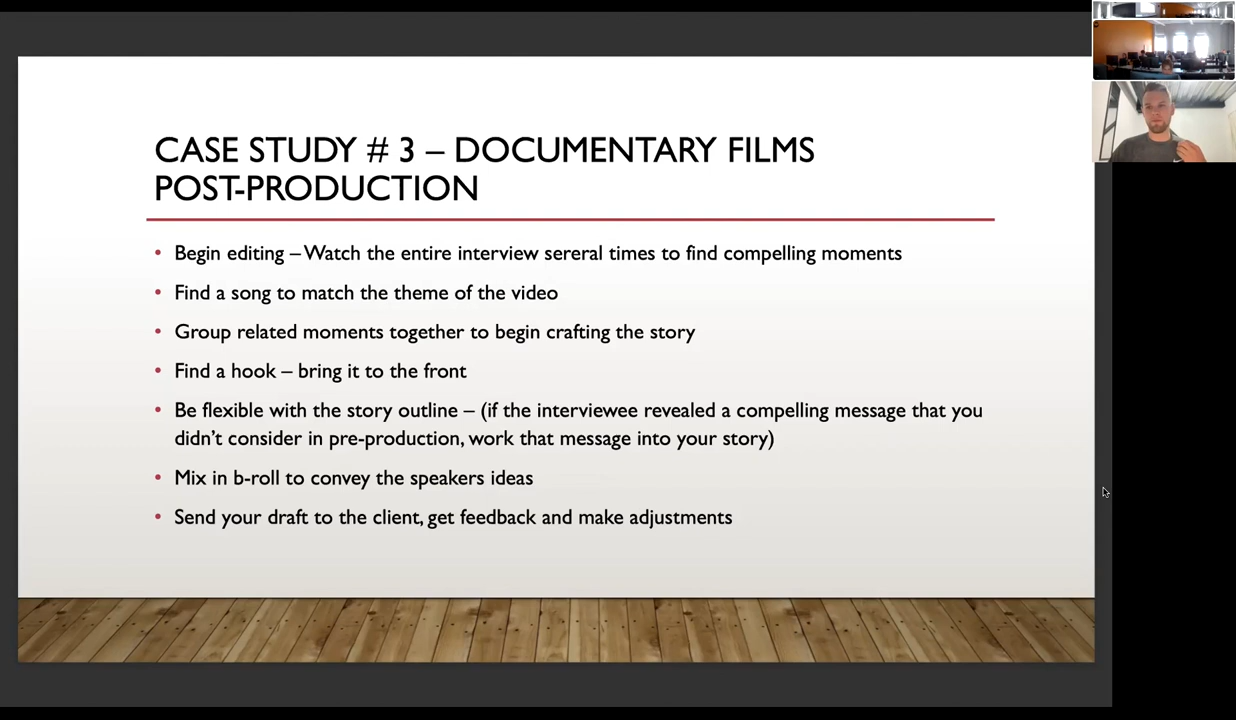 CASE STUDY # 3 – DOCUMENTARY FILMS
POST-PRODUCTION
• Begin editing – Watch the entire interview sereral times to find compelling moments
• Find a song to match the theme of the video
• Group related moments together to begin crafting the story
• Find a hook – bring it to the front
• Be flexible with the story outline – (if the interviewee revealed a compelling message that you
didn't consider in pre-production, work that message into your story)
• Mix in b-roll to convey the speakers ideas
• Send your draft to the client, get feedback and make adjustments